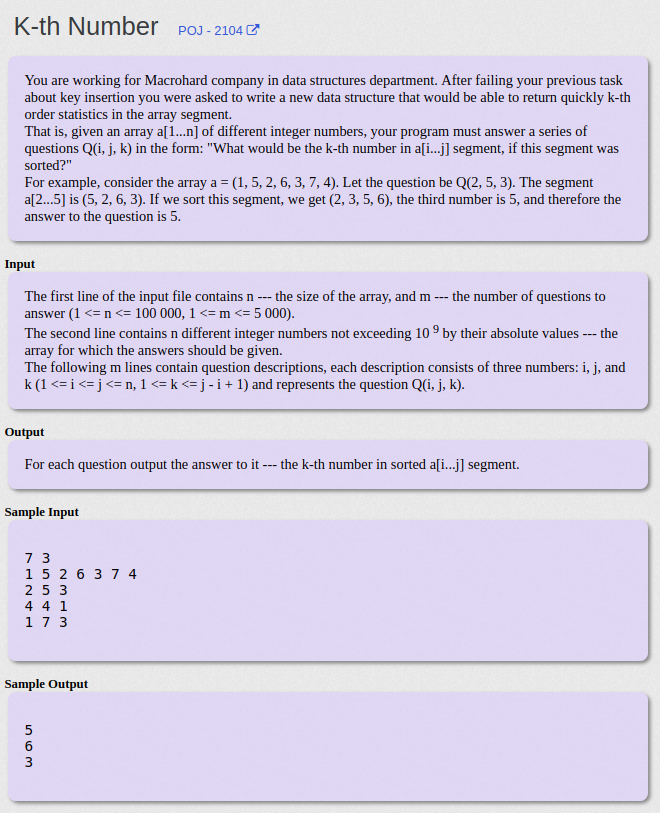 K-th Number POJ - 2104
You are working for Macrohard company in data structures department. After failing your previous task
about key insertion you were asked to write a new data structure that would be able to return quickly k-th
order statistics in the array segment.
That is, given an array a[1...n] of different integer numbers, your program must answer a series of
questions Q(i, j, k) in the form: "What would be the k-th number in a[i...j] segment, if this segment was
sorted?"
For example, consider the array a = (1, 5, 2, 6, 3, 7, 4). Let the question be Q(2, 5, 3). The segment
a[2...5] is (5, 2, 6, 3). If we sort this segment, we get (2, 3, 5, 6), the third number is 5, and therefore the
answer to the question is 5.
Input
The first line of the input file contains n --- the size of the array, and m --- the number of questions to
answer (1 <= n <= 100 000, 1 <= m <= 5 000).
The second line contains n different integer numbers not exceeding 10 9 by their absolute values --- the
array for which the answers should be given.
The following m lines contain question descriptions, each description consists of three numbers: i, j, and
k (1 <= i <= j <= n, 1 <= k <= j - i + 1) and represents the question Q(i, j, k).
Output
For each question output the answer to it --- the k-th number in sorted a[i...j] segment.
Sample Input
7 3
1 5 2 6 3 7 4
2 5 3
4 4 1
1 7 3
Sample Output
5
6
3